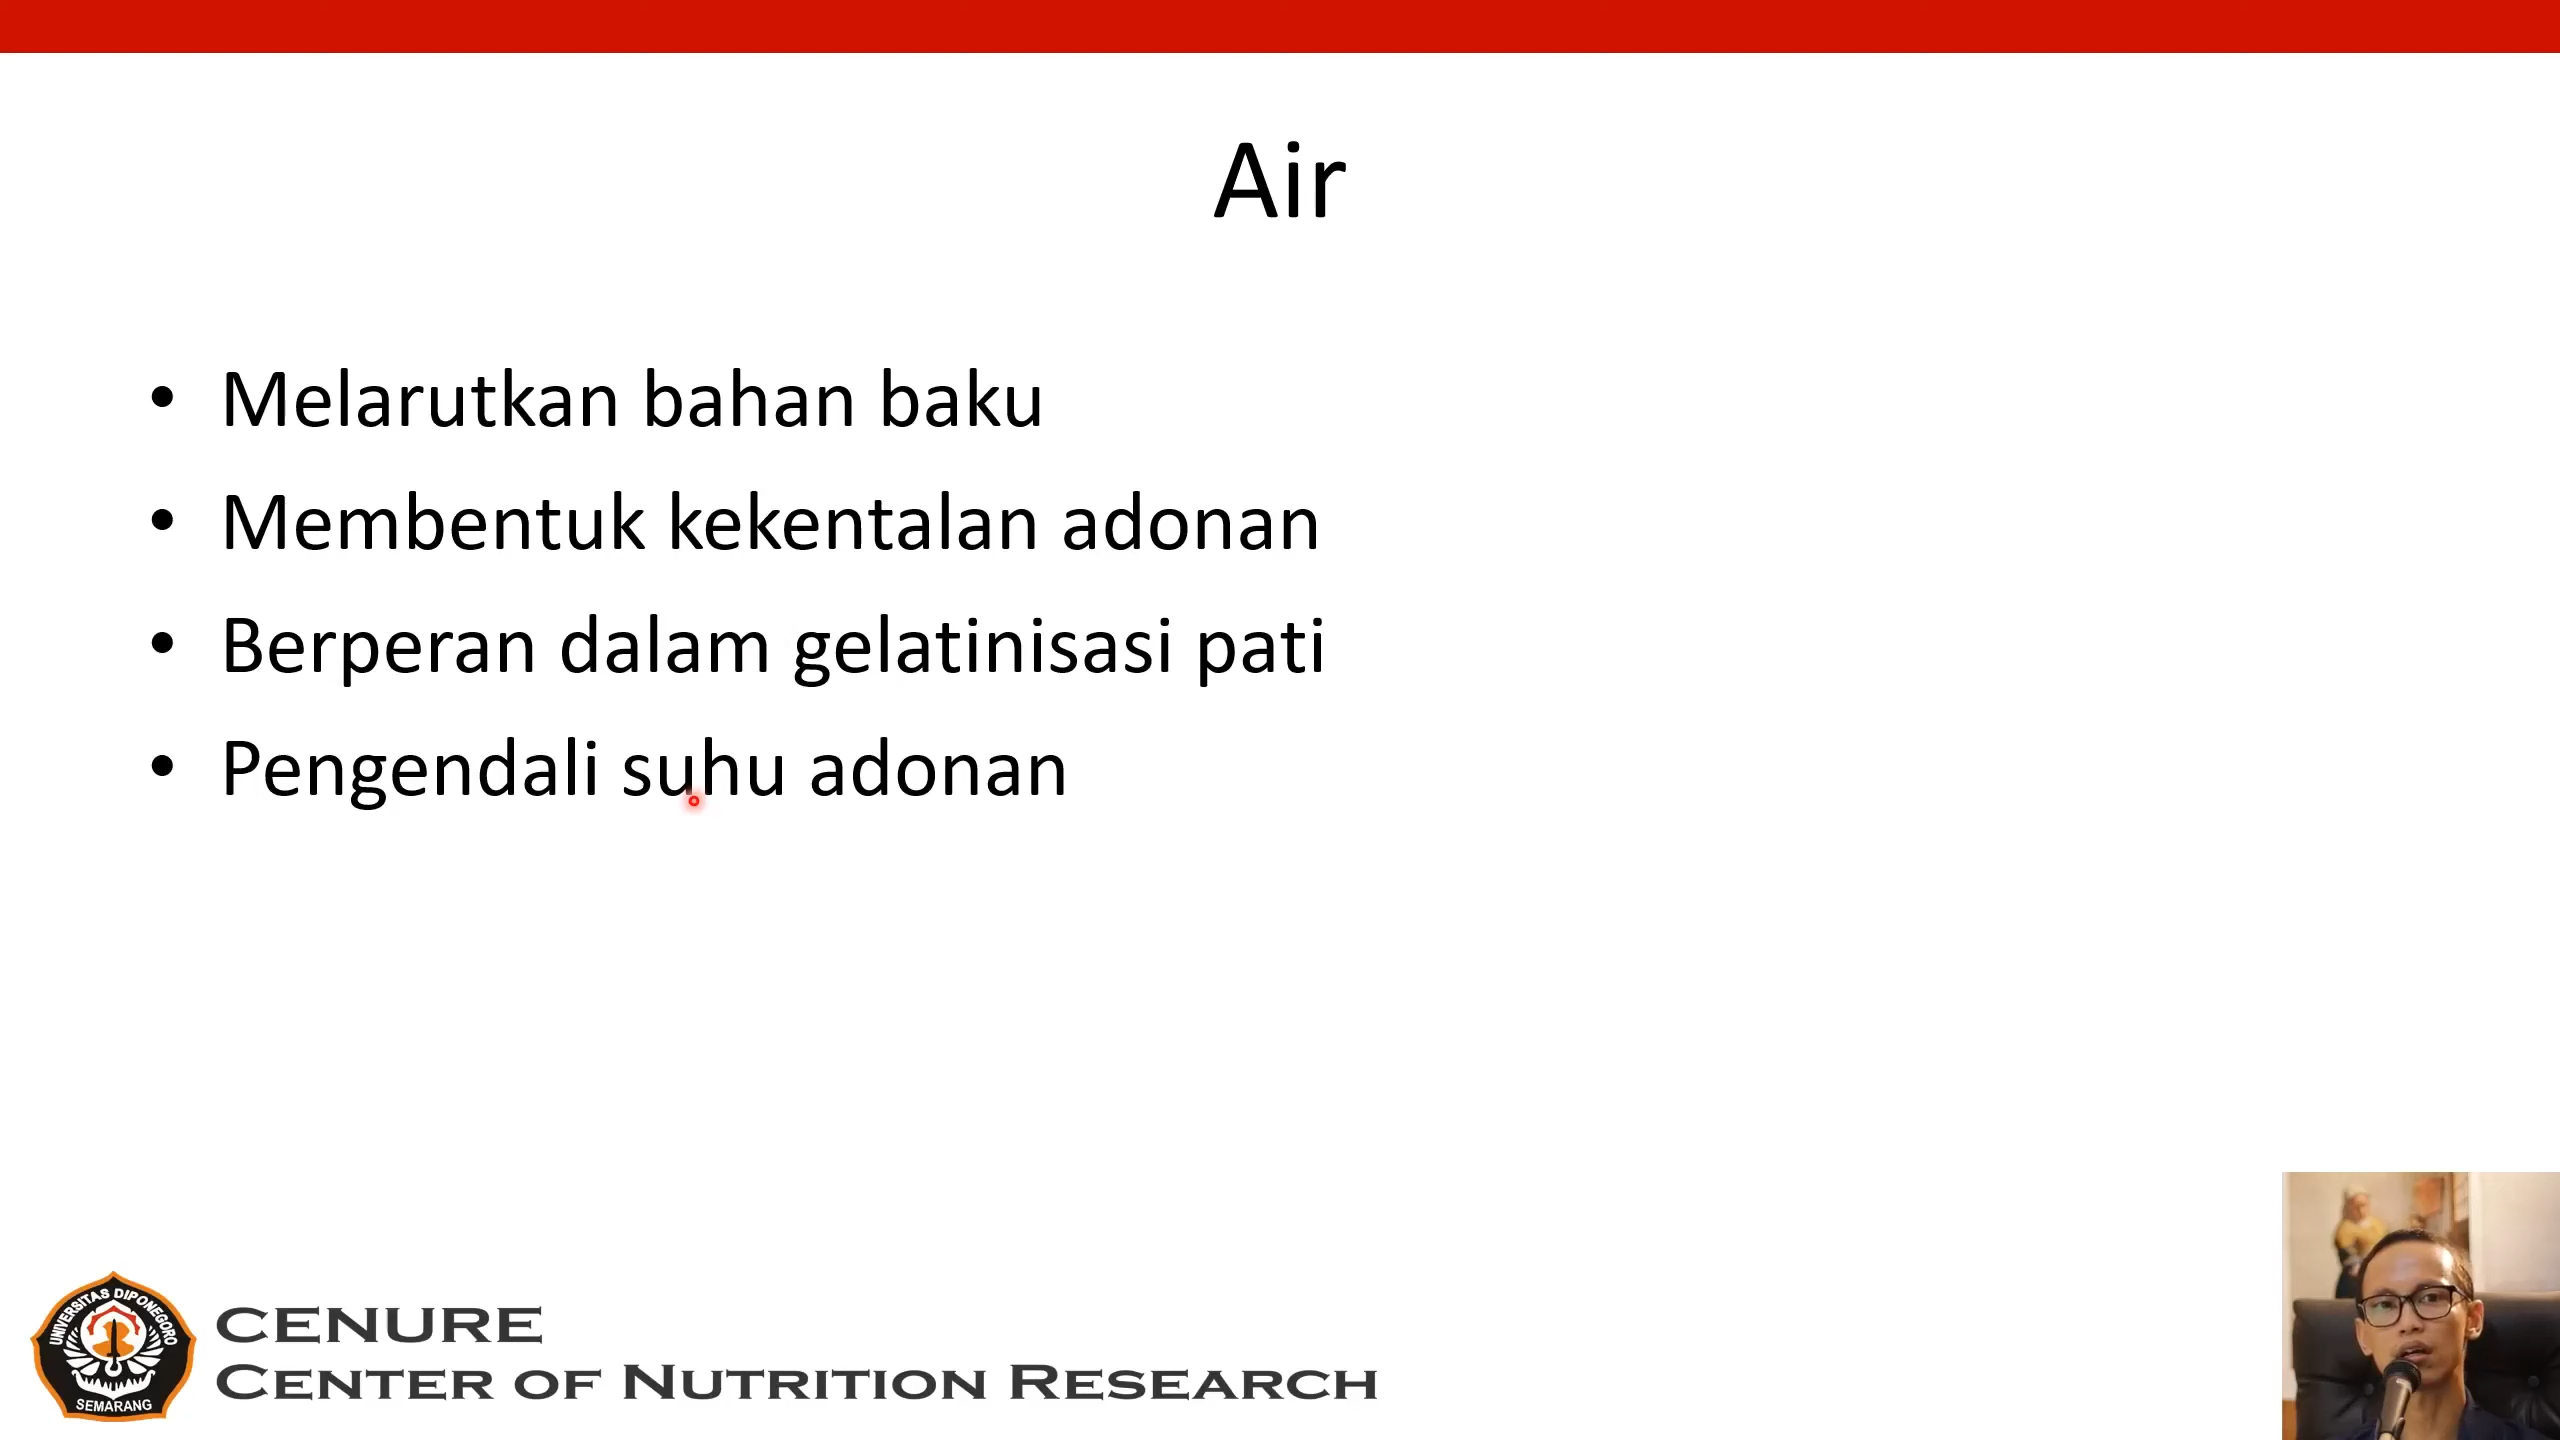 Air
• Melarutkan bahan baku
• Membentuk kekentalan adonan
• Berperan dalam gelatinisasi pati
• Pengendali suhu adonan
UNIVERSITAS DIPONEGORO
SEMARANG
CENURE
CENTER OF NUTRITION RESEARCH